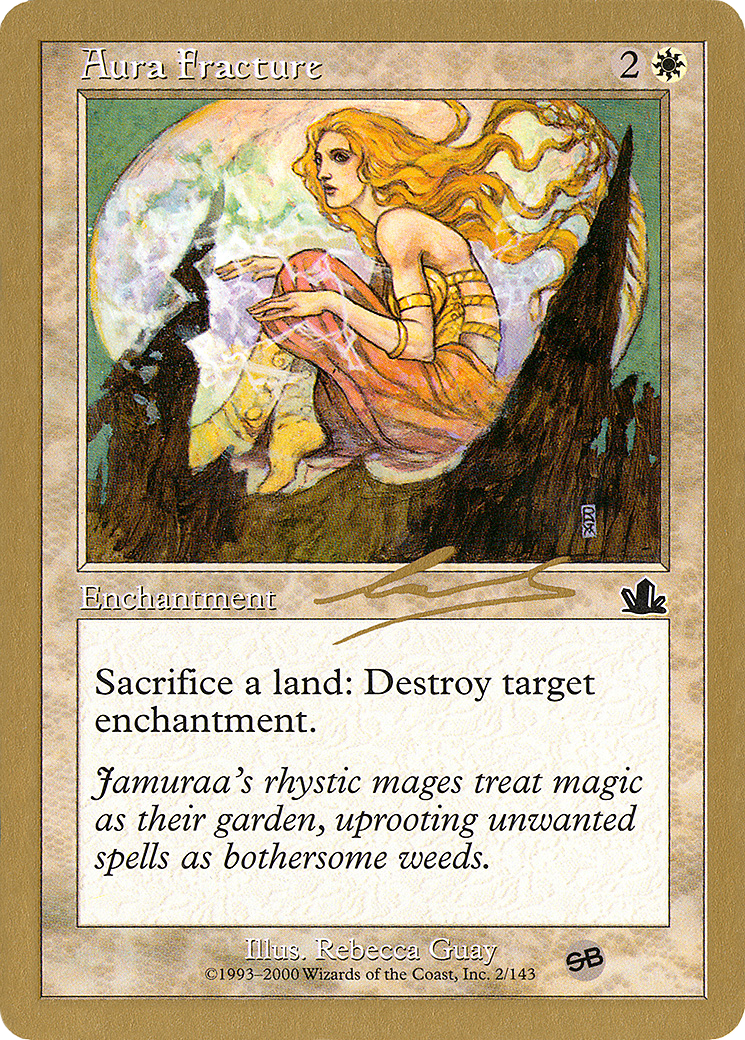 Aura Fracture 2
Enchantment
Sacrifice a land: Destroy target
enchantment.
Jamuraa's rhystic mages treat magic
as their garden, uprooting unwanted
spells as bothersome weeds.
Illus. Rebecca Guay
©1993–2000 Wizards of the Coast, Inc. 2/143
SB